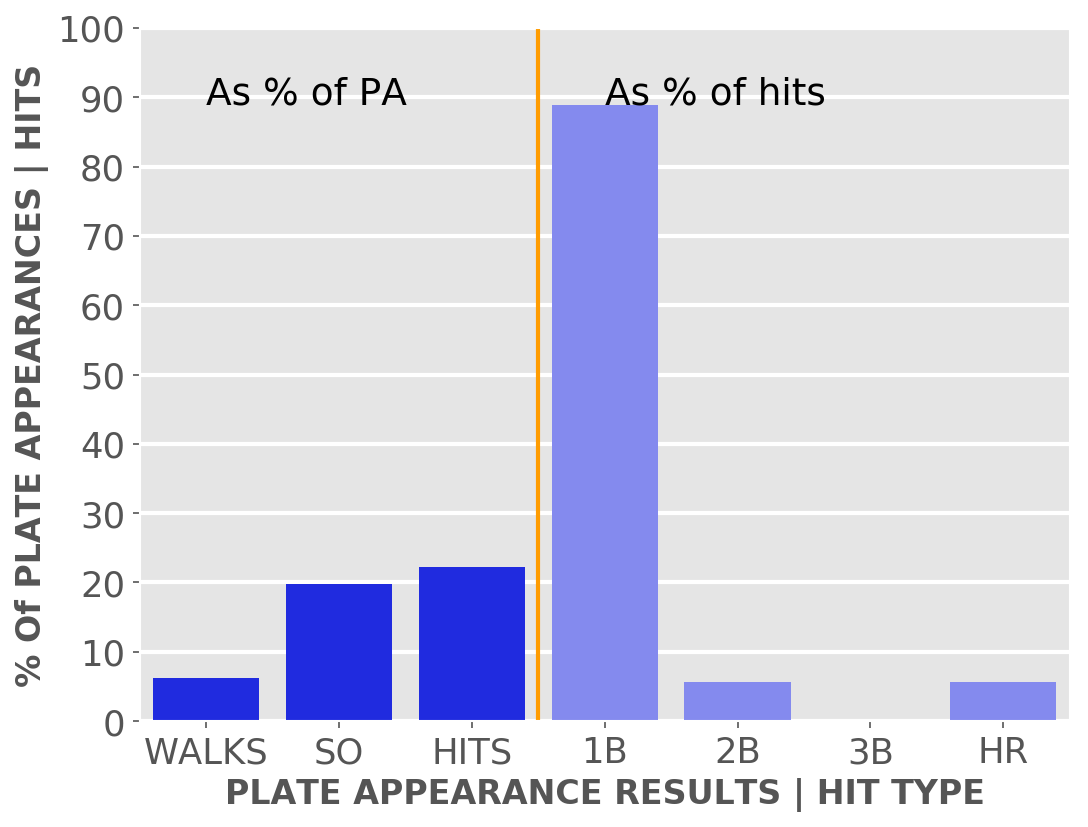 100
90
80
70
60
50
40
30
20
10
0
% Of PLATE APPEARANCES | HITS
As % of PA
As % of hits
WALKS SO HITS 1B 2B 3B HR
PLATE APPEARANCE RESULTS | HIT TYPE